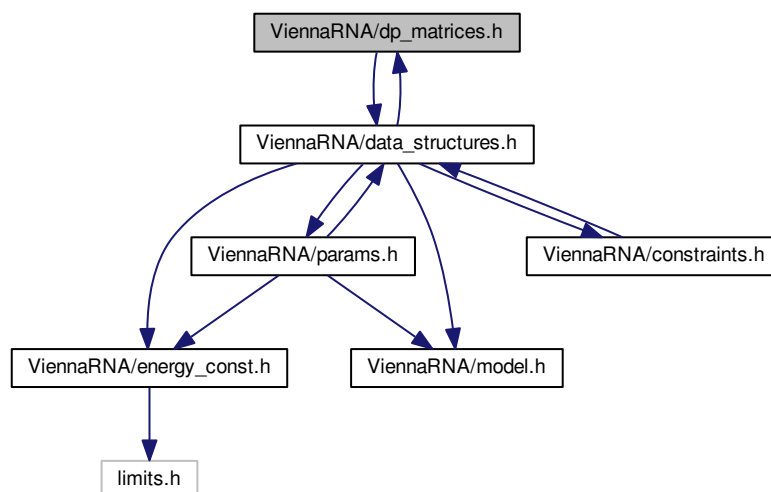 ViennaRNA/dp_matrices.h
ViennaRNA/data_structures.h
ViennaRNA/params.h
ViennaRNA/constraints.h
ViennaRNA/energy_const.h
ViennaRNA/model.h
limits.h